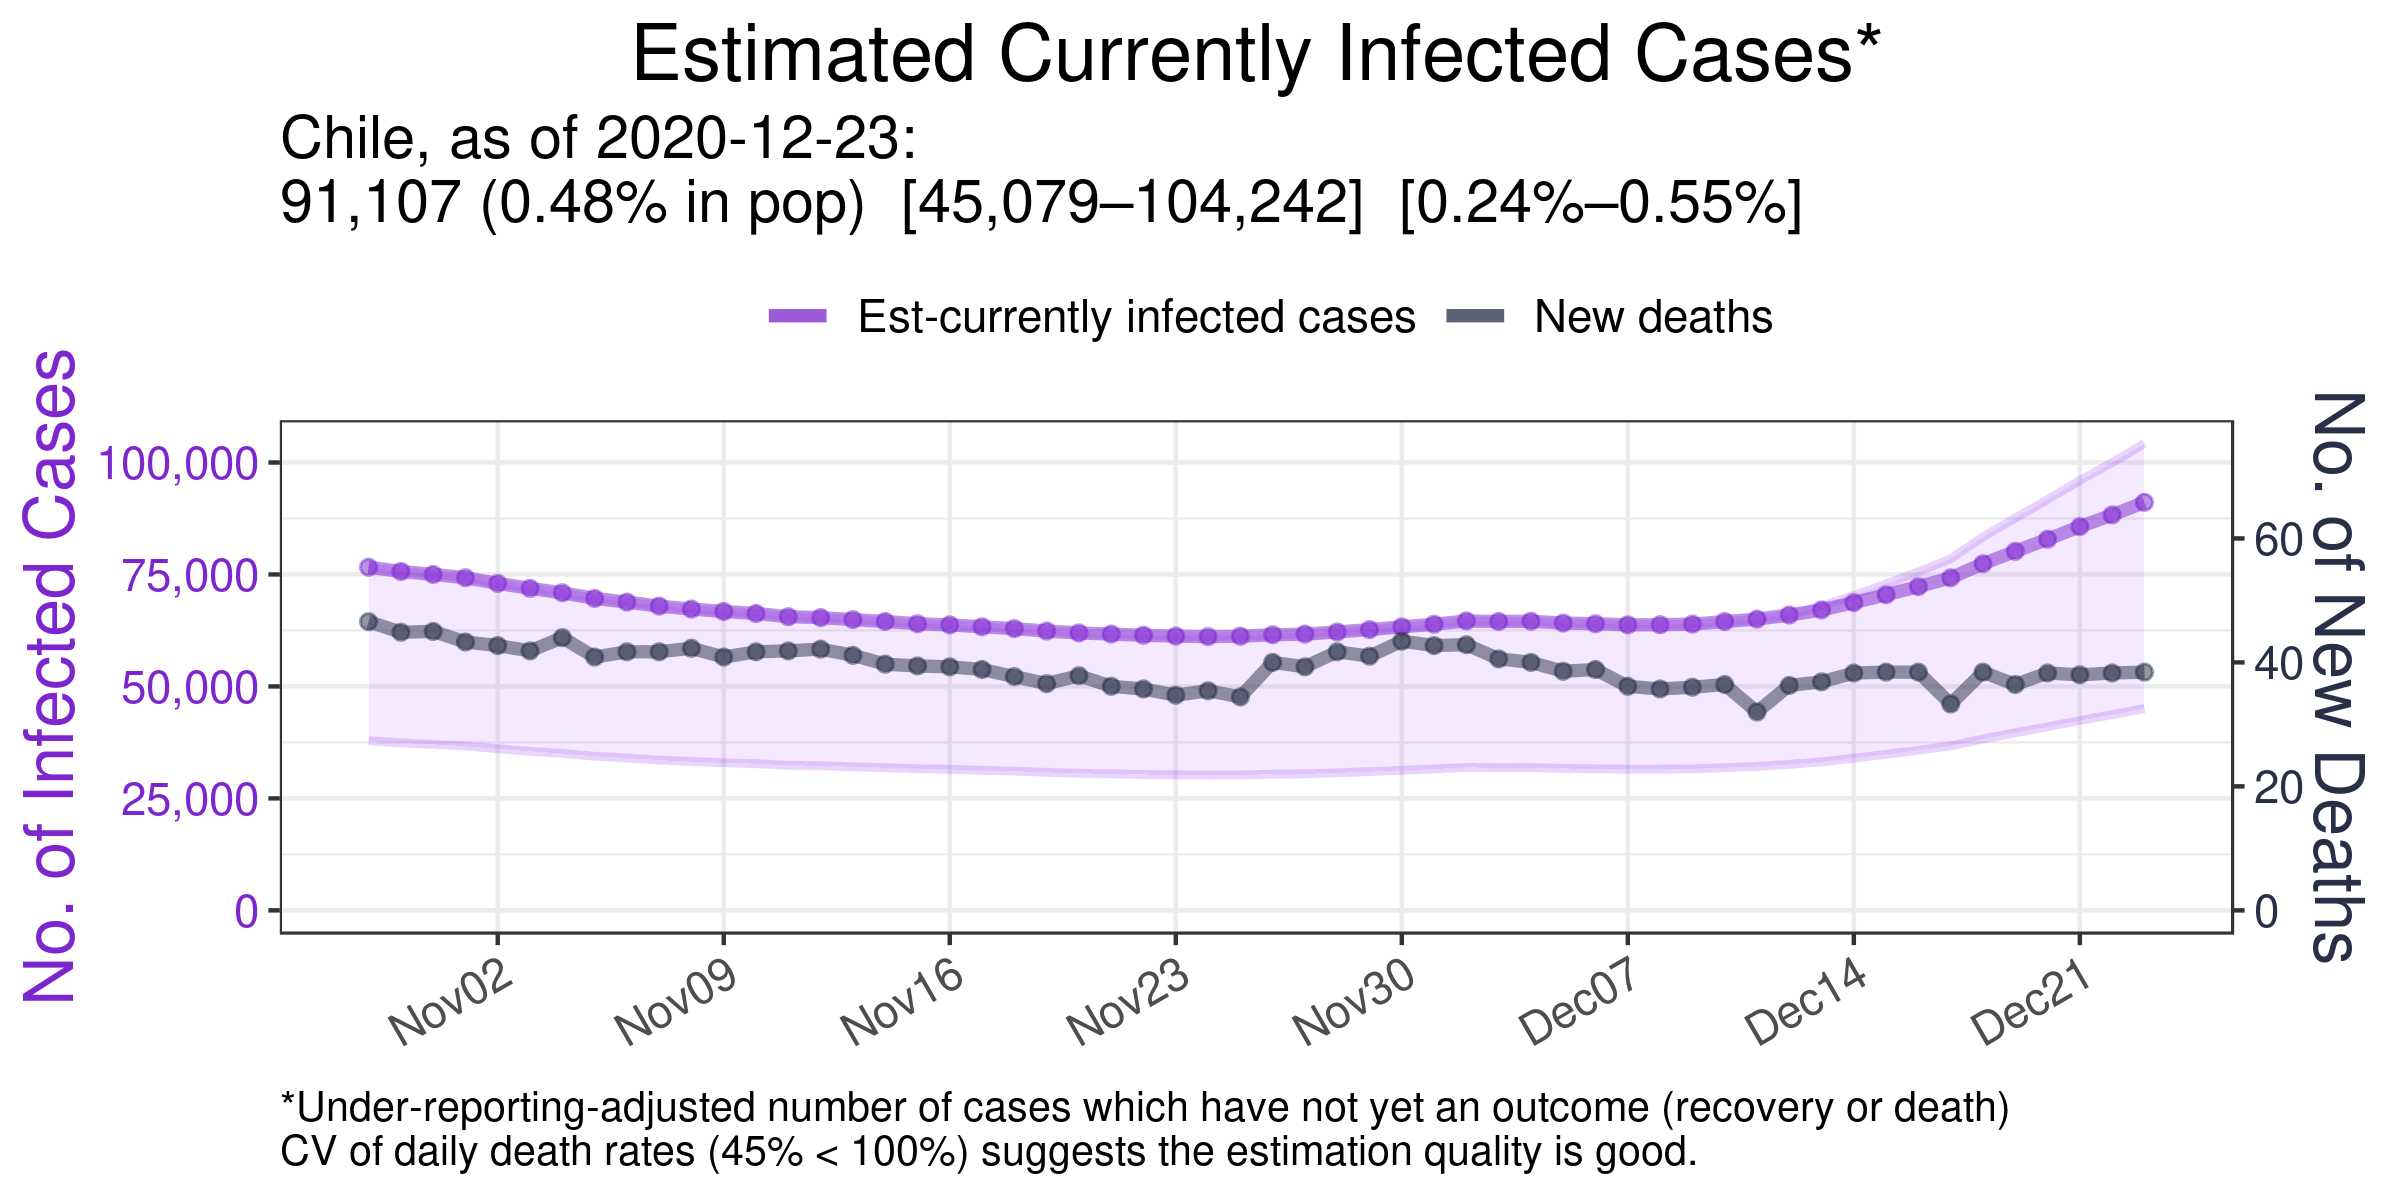 Estimated Currently Infected Cases*
Chile, as of 2020-12-23:
91,107 (0.48% in pop) [45,079–104,242] [0.24%–0.55%]
Est-currently infected cases
New deaths
No. of Infected Cases
100,000
75,000
50,000
25,000
0
No. of New Deaths
60
40
20
0
Nov02
Nov09
Nov16
Nov23
Nov30
Dec07
Dec14
Dec21
*Under-reporting-adjusted number of cases which have not yet an outcome (recovery or death)
CV of daily death rates (45% < 100%) suggests the estimation quality is good.